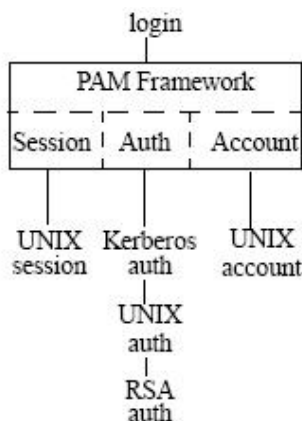 login
PAM Framework
Session Auth Account
UNIX session
Kerberos auth
UNIX account
UNIX auth
RSA auth